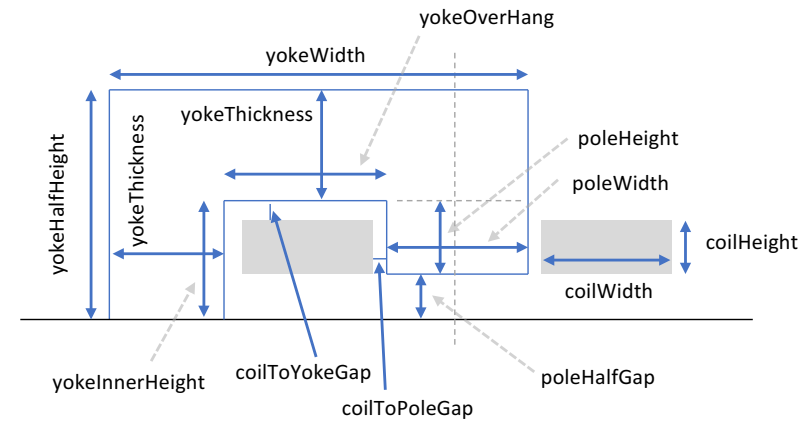 yokeOverHang
yokeWidth
yokeThickness
poleHeight
poleWidth
yokeHalfHeight
yokeThickness
coilHeight
coilWidth
yokeInnerHeight
coilToYokeGap
poleHalfGap
coilToPoleGap